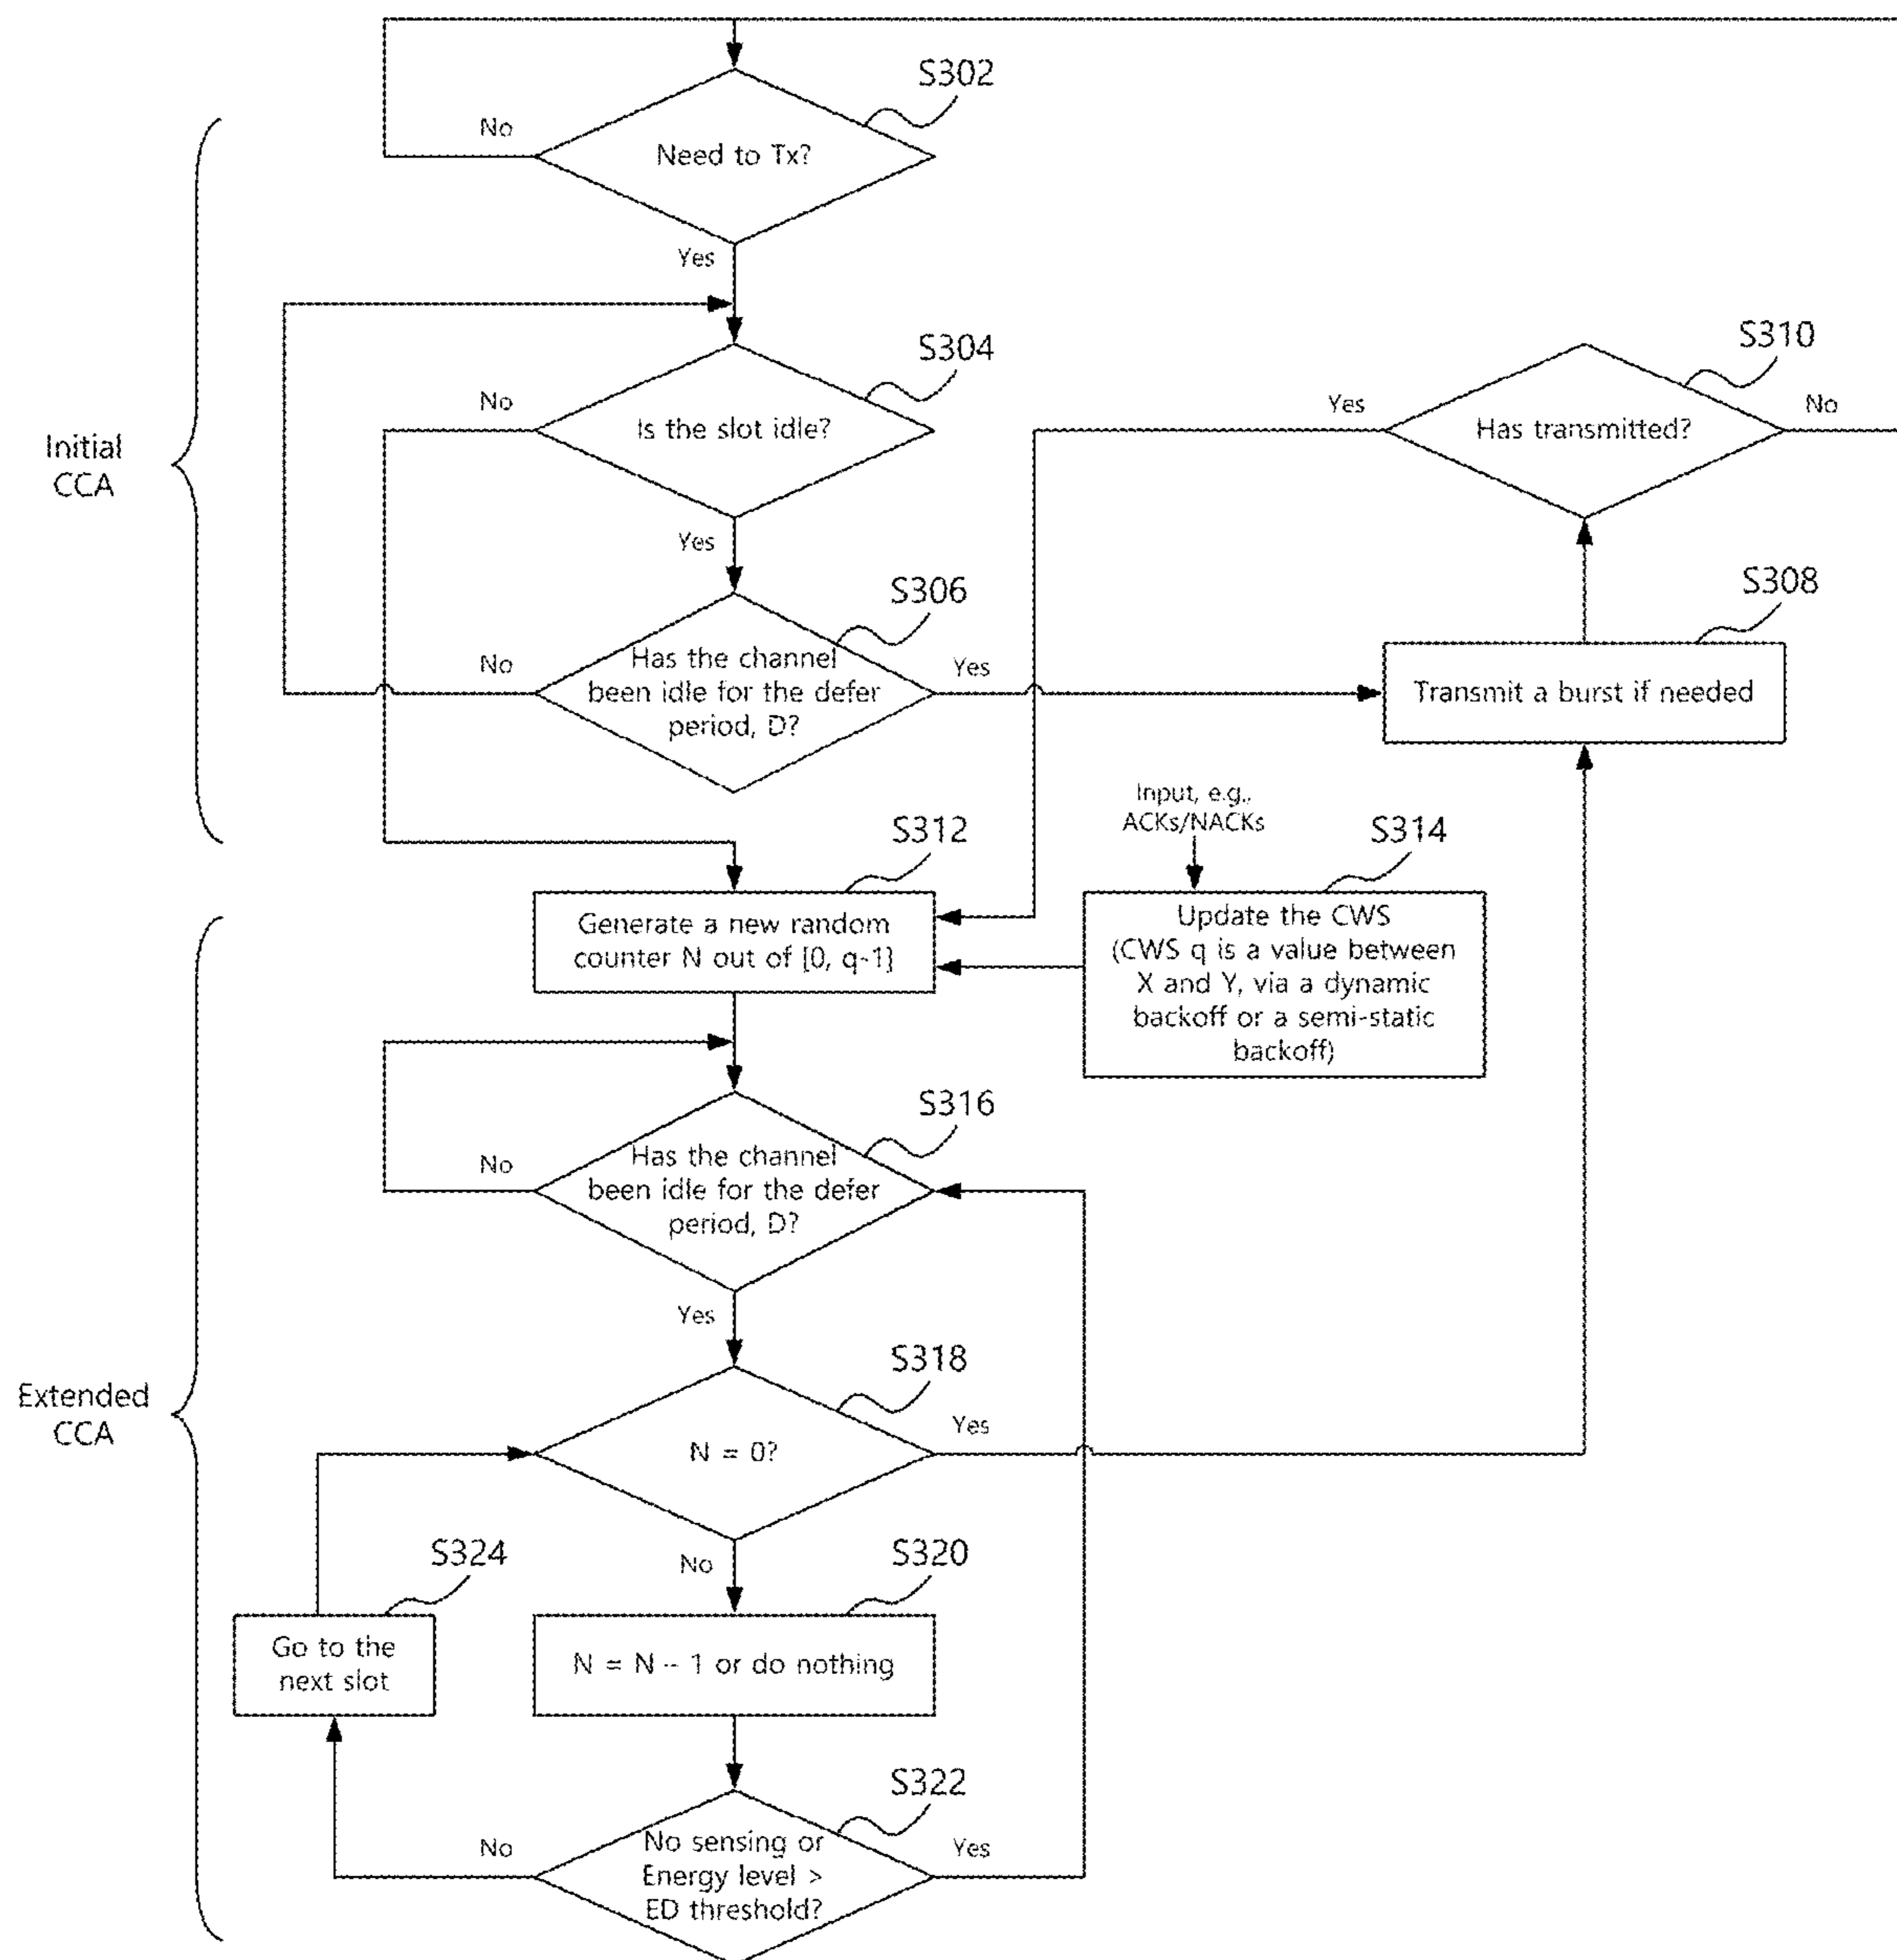 S302
No
Need to Tx?
Yes
S304
No
Is the slot idle?
Yes
S310
Yes
Has transmitted?
No
Initial
CCA
S306
No
Has the channel
been idle for the defer
period, D?
Yes
S308
Transmit a burst if needed
Input, e.g.,
ACKs/NACKs
S312
Generate a new random
counter N out of [0, q-1]
S314
Update the CWS
(CWS q is a value between
X and Y, via a dynamic
backoff or a semi-static
backoff)
S316
No
Has the channel
been idle for the defer
period, D?
Yes
Extended
CCA
S318
N = 0?
Yes
No
S324
Go to the
next slot
S320
N = N - 1 or do nothing
S322
No
No sensing or
Energy level >
ED threshold?
Yes